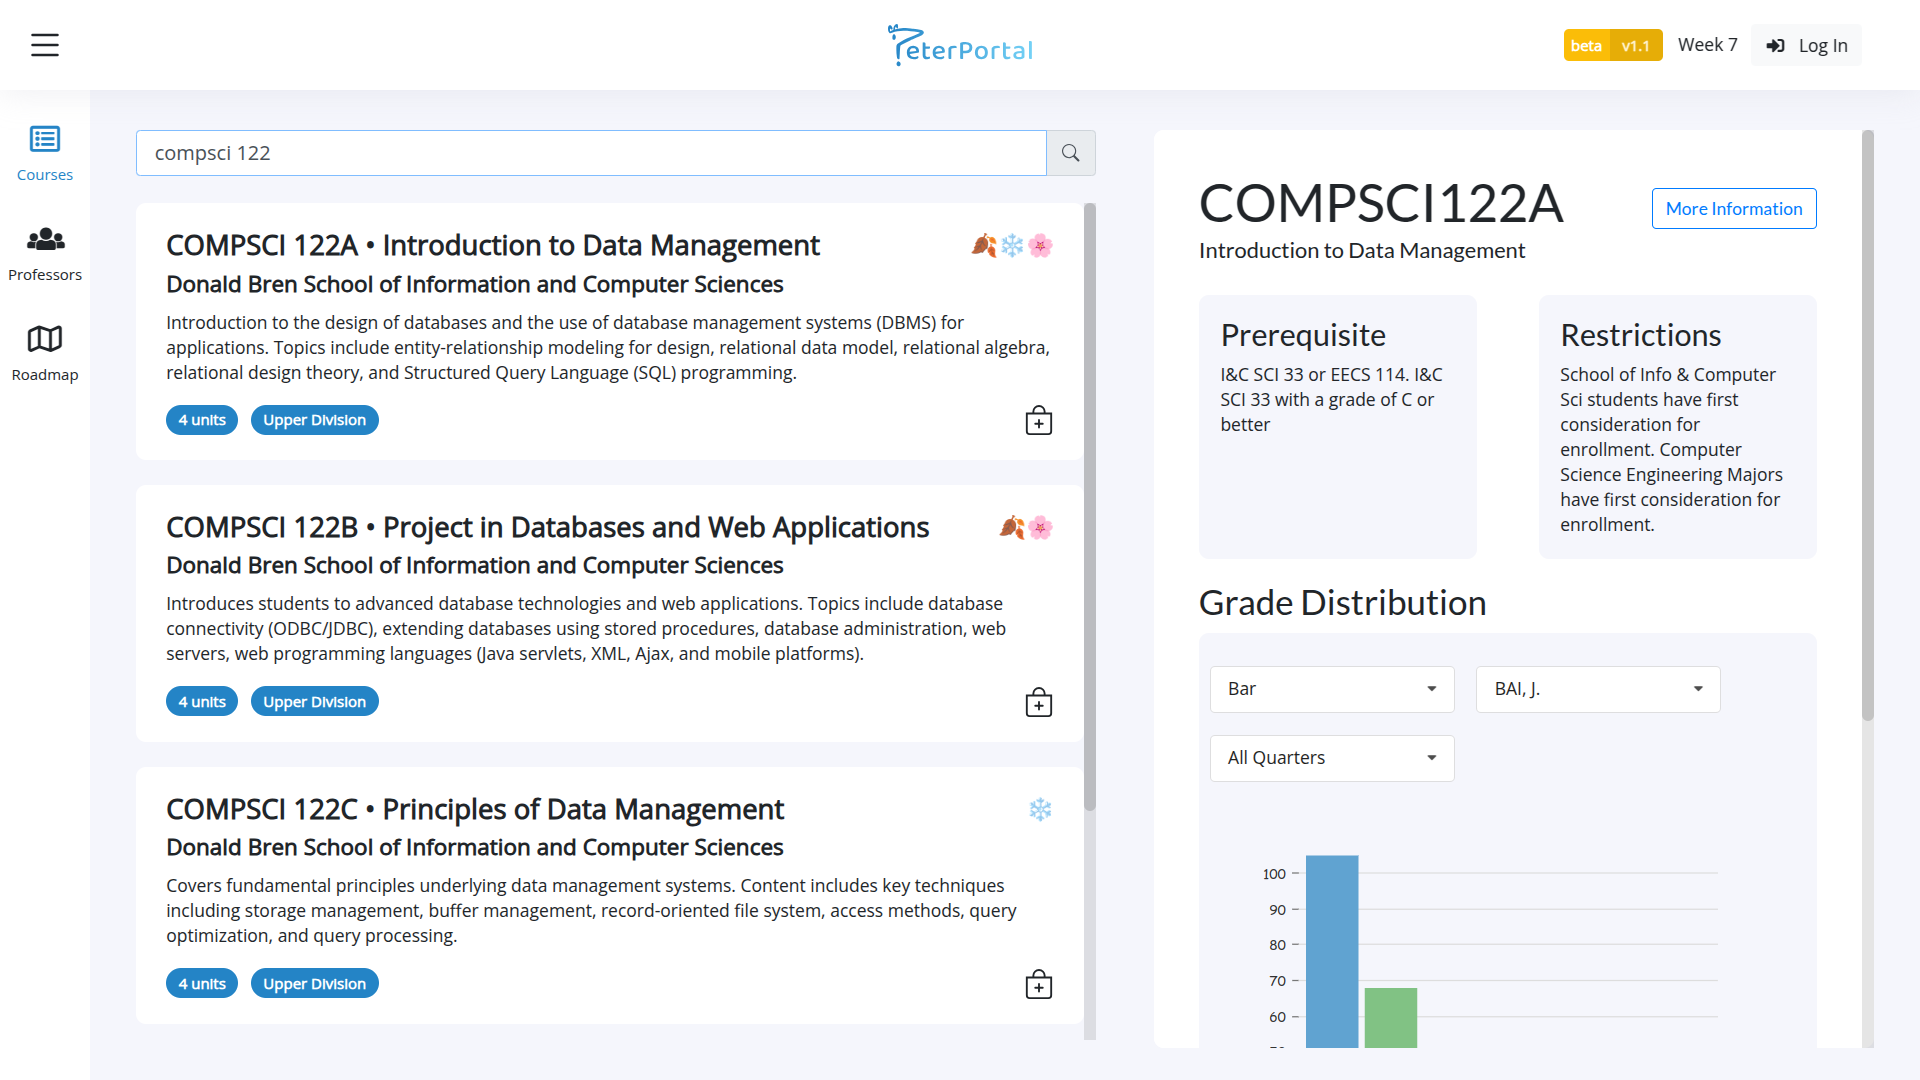 PeterPortal
beta v1.1
Week 7
Log In
Courses
Professors
Roadmap
compsci 122
COMPSCI 122A • Introduction to Data Management
Donald Bren School of Information and Computer Sciences
Introduction to the design of databases and the use of database management systems (DBMS) for
applications. Topics include entity-relationship modeling for design, relational data model, relational algebra,
relational design theory, and Structured Query Language (SQL) programming.
4 units
Upper Division
COMPSCI 122B • Project in Databases and Web Applications
Donald Bren School of Information and Computer Sciences
Introduces students to advanced database technologies and web applications. Topics include database
connectivity (ODBC/JDBC), extending databases using stored procedures, database administration, web
servers, web programming languages (Java servlets, XML, Ajax, and mobile platforms).
4 units
Upper Division
COMPSCI 122C • Principles of Data Management
Donald Bren School of Information and Computer Sciences
Covers fundamental principles underlying data management systems. Content includes key techniques
including storage management, buffer management, record-oriented file system, access methods, query
optimization, and query processing.
4 units
Upper Division
COMPSCI122A
More Information
Introduction to Data Management
Prerequisite
I&C SCI 33 or EECS 114. I&C
SCI 33 with a grade of C or
better
Restrictions
School of Info & Computer
Sci students have first
consideration for
enrollment. Computer
Science Engineering Majors
have first consideration for
enrollment.
Grade Distribution
Bar
BAI, J.
All Quarters
100
90
80
70
60